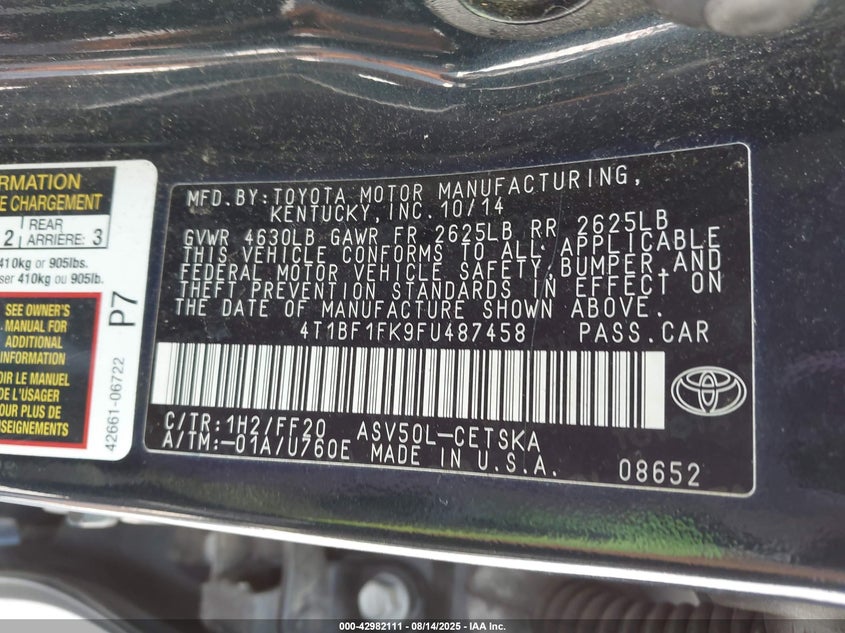 RMATION
E CHARGEMENT
2 REAR ARRIÈRE: 3
410kg or 905lbs.
ser 410kg ou 905lb.
SEE OWNER'S
MANUAL FOR
ADDITIONAL
INFORMATION
OIR LE MANUEL
DE L'USAGER
POUR PLUS DE
NSEIGNEMENTS
P7
42661-06722
MFD.BY:TOYOTA MOTOR MANUFACTURING,
KENTUCKY,INC.10/14
GVWR 4630LB GAWR FR 2625LB RR 2625LB
THIS VEHICLE CONFORMS TO ALL APPLICABLE
FEDERAL MOTOR VEHICLE SAFETY,BUMPER,AND
THEFT PREVENTION STANDARDS IN EFFECT ON
THE DATE OF MANUFACTURE SHOWN ABOVE.
4T1BF1FK9FU487458 PASS.CAR
C/TR:1H2/FF20 ASV50L-CETSKA
A/TM:-01A/U760E MADE IN U.S.A.
08652
000-42982111 - 08/14/2025 - IAA Inc.